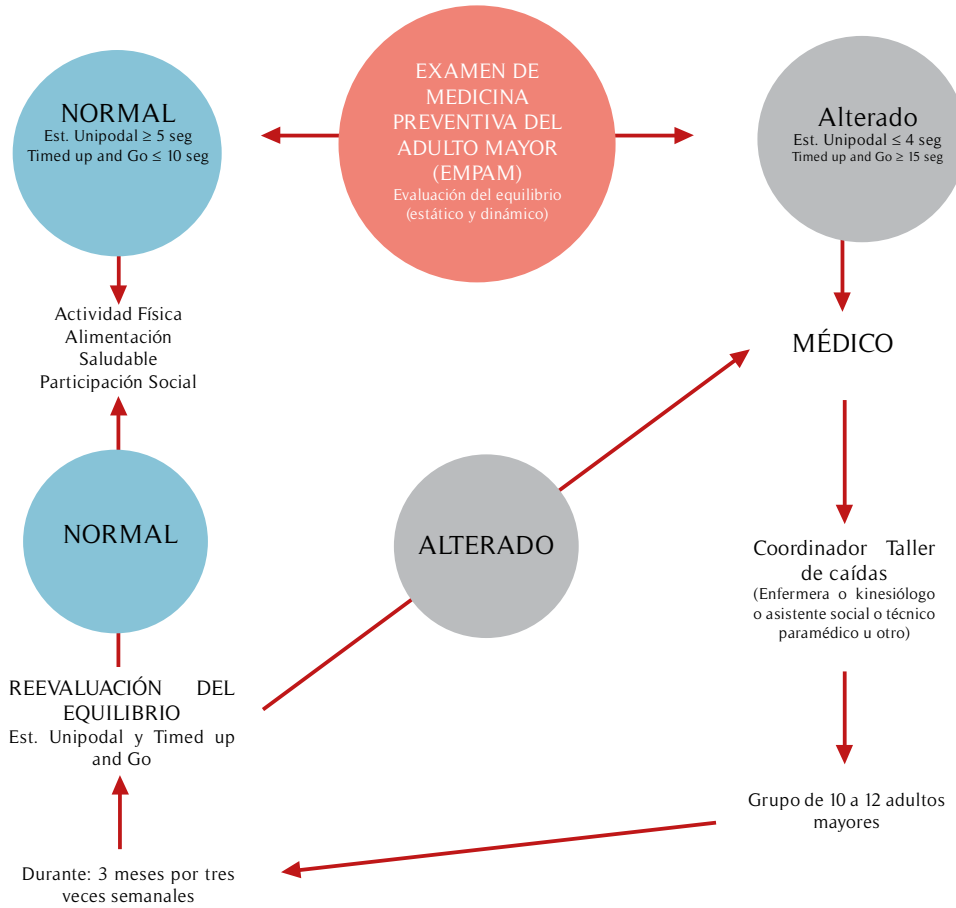 NORMAL
Est. Unipodal ≥ 5 seg
Timed up and Go ≤ 10 seg
EXAMEN DE
MEDICINA
PREVENTIVA DEL
ADULTO MAYOR
(EMPAM)
Evaluación del equilibrio
(estático y dinámico)
Alterado
Est. Unipodal ≤ 4 seg
Timed up and Go ≥ 15 seg
Actividad Física
Alimentación
Saludable
Participación Social
MÉDICO
NORMAL
ALTERADO
Coordinador Taller
de caídas
(Enfermera o kinesiólogo
o asistente social o técnico
paramédico u otro)
REEVALUACIÓN DEL
EQUILIBRIO
Est. Unipodal y Timed up
and Go
Grupo de 10 a 12 adultos
mayores
Durante: 3 meses por tres
veces semanales